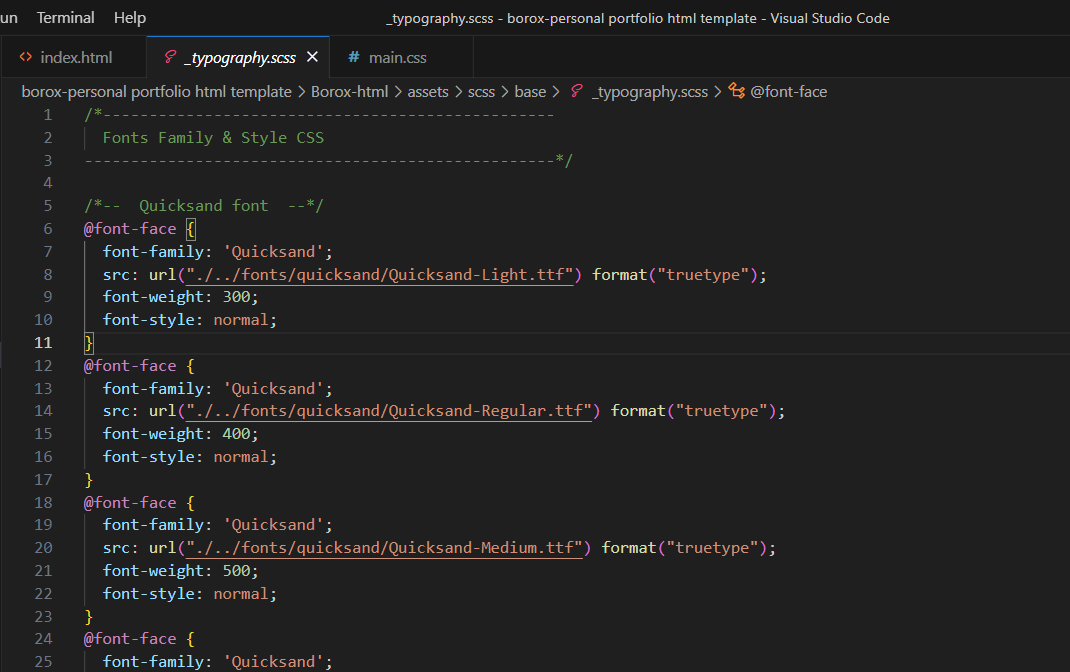 un Terminal Help _typography.scss - borox-personal portfolio html template - Visual Studio Code
<> index.html _typography.scss × # main.css
borox-personal portfolio html template > Borox-html > assets > scss > base > _typography.scss > @font-face
1 /*-------------------------------------------------
2 Fonts Family & Style CSS
3 ---------------------------------------------------*/
4
5 /*-- Quicksand font --*/
6 @font-face {
7 font-family: 'Quicksand';
8 src: url("./../fonts/quicksand/Quicksand-Light.ttf") format("truetype");
9 font-weight: 300;
10 font-style: normal;
11 }
12 @font-face {
13 font-family: 'Quicksand';
14 src: url("./../fonts/quicksand/Quicksand-Regular.ttf") format("truetype");
15 font-weight: 400;
16 font-style: normal;
17 }
18 @font-face {
19 font-family: 'Quicksand';
20 src: url("./../fonts/quicksand/Quicksand-Medium.ttf") format("truetype");
21 font-weight: 500;
22 font-style: normal;
23 }
24 @font-face {
25 font-family: 'Quicksand';